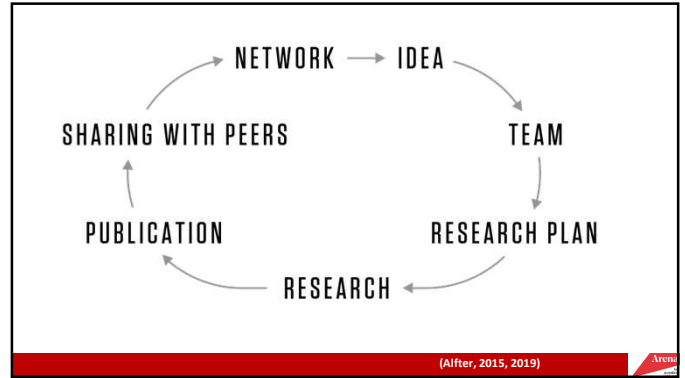 NETWORK → IDEA
SHARING WITH PEERS
TEAM
PUBLICATION
RESEARCH PLAN
RESEARCH
(Alfter, 2015, 2019)
Arena